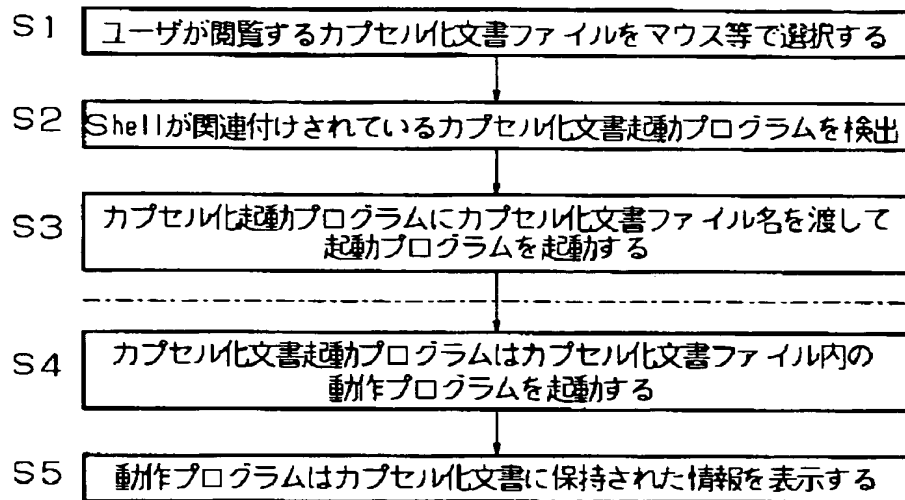 S1 ユーザが閲覧するカプセル化文書ファイルをマウス等で選択する
S2 Shellが関連付けされているカプセル化文書起動プログラムを検出
S3 カプセル化起動プログラムにカプセル化文書ファイル名を渡して
起動プログラムを起動する
S4 カプセル化文書起動プログラムはカプセル化文書ファイル内の
動作プログラムを起動する
S5 動作プログラムはカプセル化文書に保持された情報を表示する